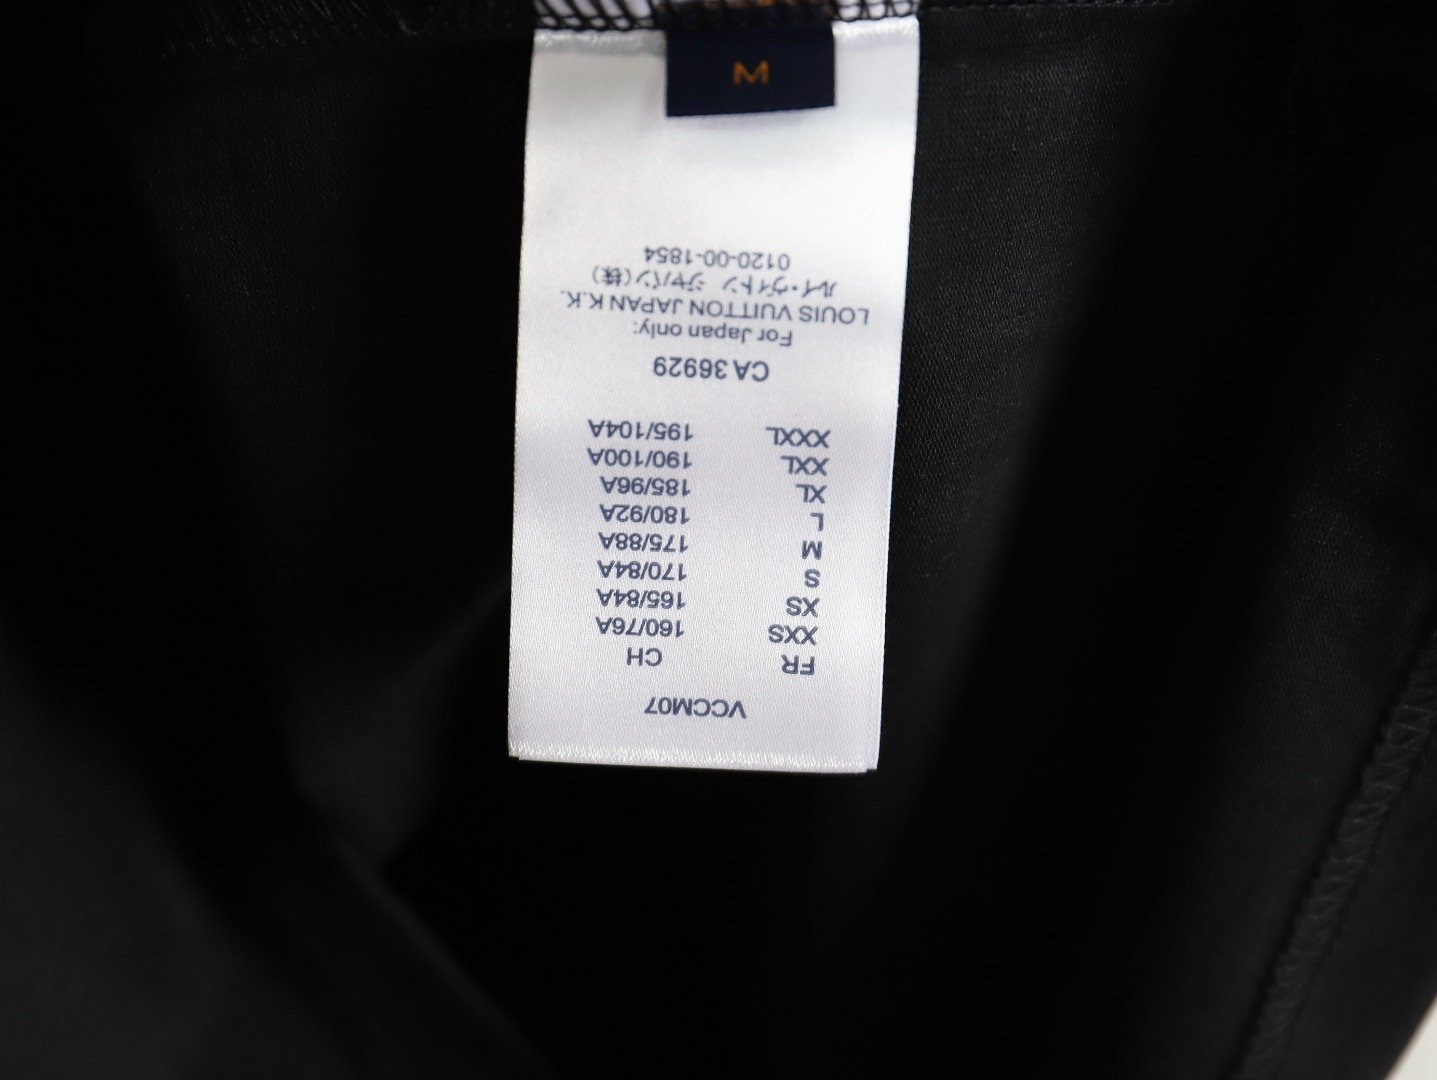 M
VCCM07
FR CH
XXS 160/76A
XS 165/84A
S 170/84A
M 175/88A
L 180/92A
XL 185/96A
XXL 190/100A
XXXL 195/104A
CA 36929
For Japan only:
LOUIS VUITTON JAPAN K.K.
ルイ・ヴィトン ジャパン(株)
0120-00-1854